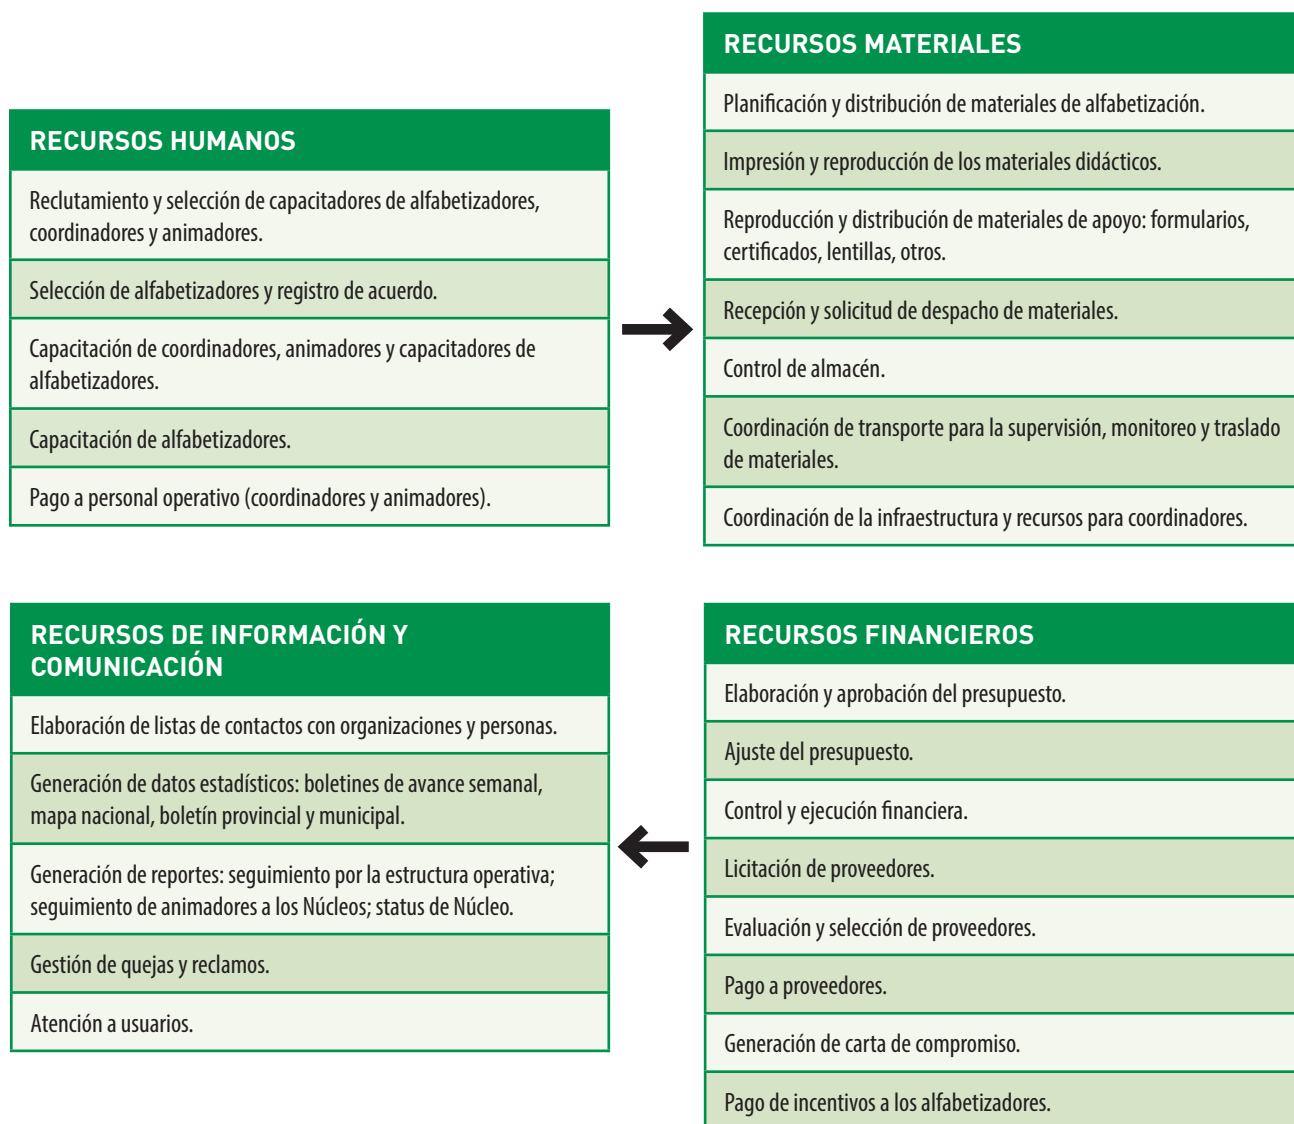 RECURSOS HUMANOS
Reclutamiento y selección de capacitadores de alfabetizadores,
coordinadores y animadores.
Selección de alfabetizadores y registro de acuerdo.
Capacitación de coordinadores, animadores y capacitadores de
alfabetizadores.
Capacitación de alfabetizadores.
Pago a personal operativo (coordinadores y animadores).
RECURSOS MATERIALES
Planificación y distribución de materiales de alfabetización.
Impresión y reproducción de los materiales didácticos.
Reproducción y distribución de materiales de apoyo: formularios,
certificados, lentillas, otros.
Recepción y solicitud de despacho de materiales.
Control de almacén.
Coordinación de transporte para la supervisión, monitoreo y traslado
de materiales.
Coordinación de la infraestructura y recursos para coordinadores.
RECURSOS DE INFORMACIÓN Y
COMUNICACIÓN
Elaboración de listas de contactos con organizaciones y personas.
Generación de datos estadísticos: boletines de avance semanal,
mapa nacional, boletín provincial y municipal.
Generación de reportes: seguimiento por la estructura operativa;
seguimiento de animadores a los Núcleos; status de Núcleo.
Gestión de quejas y reclamos.
Atención a usuarios.
RECURSOS FINANCIEROS
Elaboración y aprobación del presupuesto.
Ajuste del presupuesto.
Control y ejecución financiera.
Licitación de proveedores.
Evaluación y selección de proveedores.
Pago a proveedores.
Generación de carta de compromiso.
Pago de incentivos a los alfabetizadores.